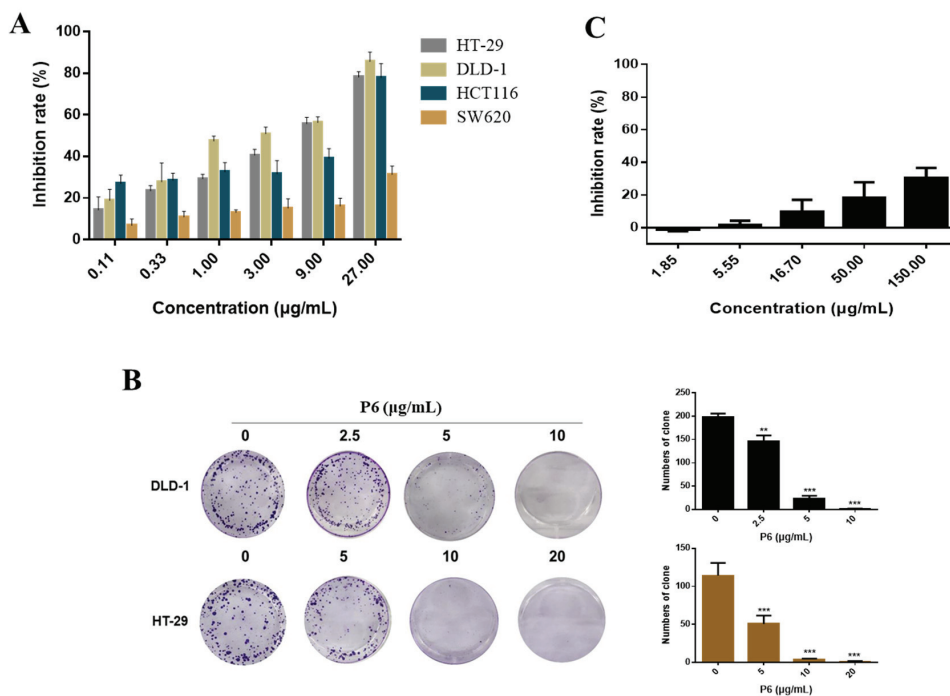 A
Inhibition rate (%)
100
80
60
40
20
0
0.11
0.33
1.00
3.00
9.00
27.00
Concentration (µg/mL)
HT-29
DLD-1
HCT116
SW620
C
Inhibition rate (%)
100
80
60
40
20
0
1.85
5.55
16.70
50.00
150.00
Concentration (µg/mL)
B
P6 (µg/mL)
0 2.5 5 10
DLD-1
0 5 10 20
HT-29
Numbers of clone
250
200
150
100
50
0
**
***
***
0
2.5
5
10
P6 (µg/mL)
Numbers of clone
150
100
50
0
***
***
***
0
5
10
20
P6 (µg/mL)